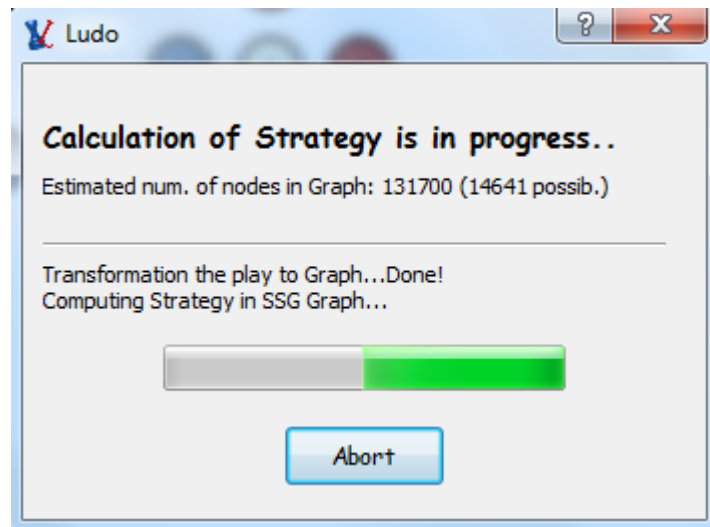 Ludo
Calculation of Strategy is in progress..
Estimated num. of nodes in Graph: 131700 (14641 possib.)
Transformation the play to Graph...Done!
Computing Strategy in SSG Graph...
Abort